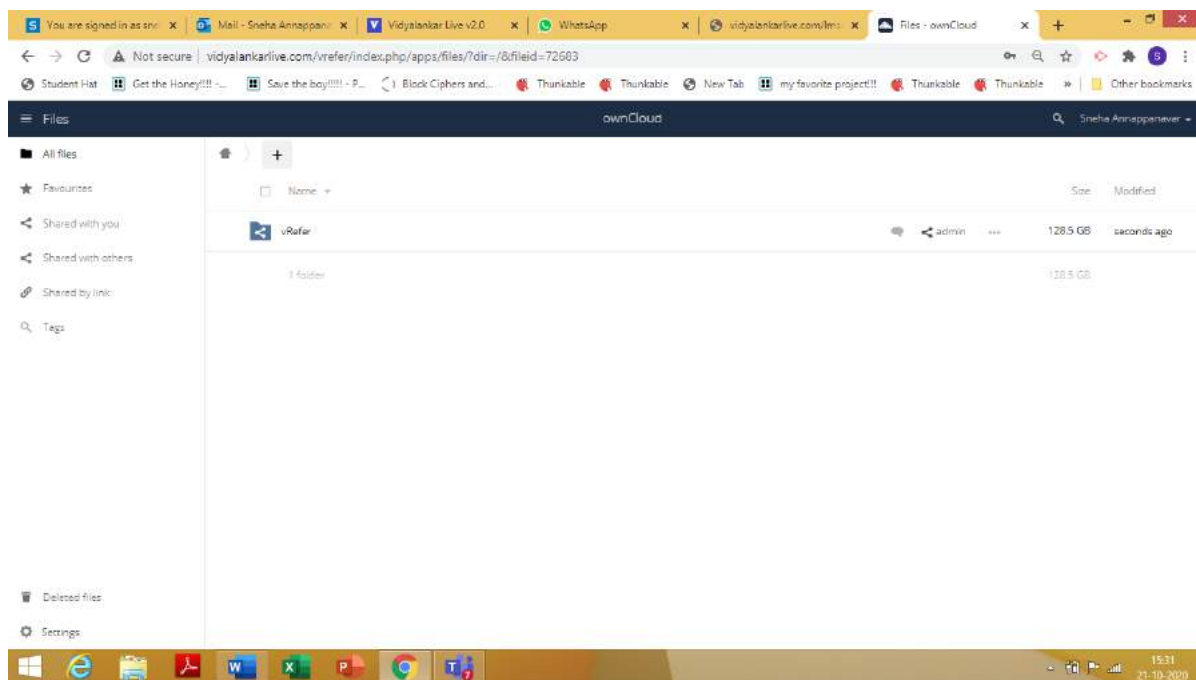 You are signed in as sne
Mail - Sneha Annappana
Vidyalankar Live v2.0
WhatsApp
vidyalankarlive.com/lms
Files - ownCloud
Not secure | vidyalankarlive.com/vrefer/index.php/apps/files/?dir=/&fileid=72683
Student Hat
Get the Honey!!!! -...
Save the boy!!!!! - P...
Block Ciphers and...
Thunkable
Thunkable
New Tab
my favorite project!!!
Thunkable
Thunkable
»
Other bookmarks
Files
ownCloud
Sneha Annappanaver
All files
Favourites
Shared with you
Shared with others
Shared by link
Tags
Name
Size
Modified
vRefer
admin
128.5 GB
seconds ago
1 folder
128.5 GB
Deleted files
Settings
15:31
21-10-2020